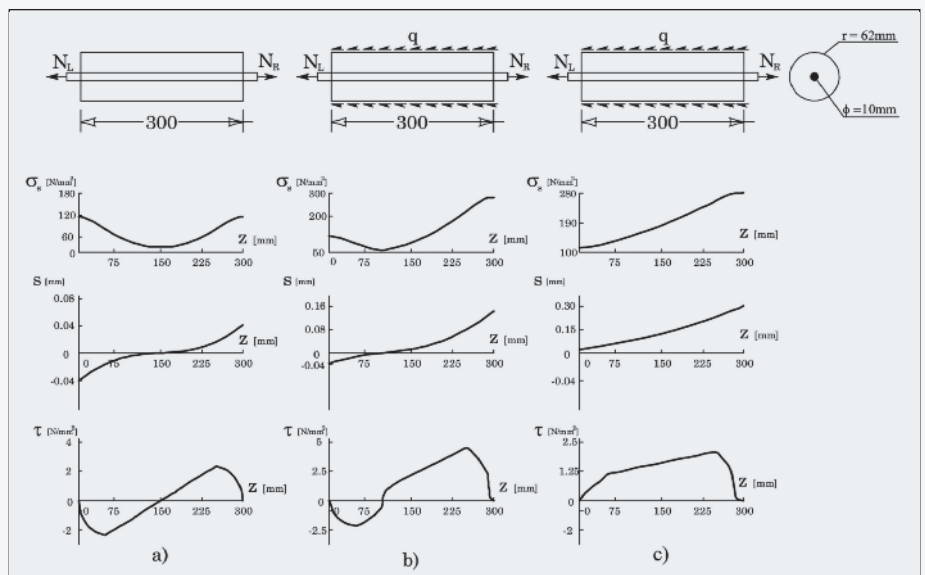 q q r = 62mm
N_L N_R N_L N_R N_L N_R
300 300 300 ϕ = 10mm
σ_s [N/mm²] σ_s [N/mm²] σ_s [N/mm²]
180 300 280
120 200 190
60 Z [mm] Z [mm] Z [mm]
0 50 100
75 150 225 300 0 75 150 225 300 0 75 150 225 300
s [mm] s [mm] s [mm]
0.08 0.16 0.30
0.04 0.08 0.15
Z [mm] Z [mm] Z [mm]
0 0 75 150 225 300 0 0 75 150 225 300 0 0 75 150 225 300
-0.04 -0.04 -0.04
τ [N/mm²] τ [N/mm²] τ [N/mm²]
4 5 2.5
2 2.5 1.25
Z [mm] Z [mm] Z [mm]
0 0 75 150 225 300 0 0 75 150 225 300 0 0 75 150 225 300
-2 -2.5 -2
a) b) c)